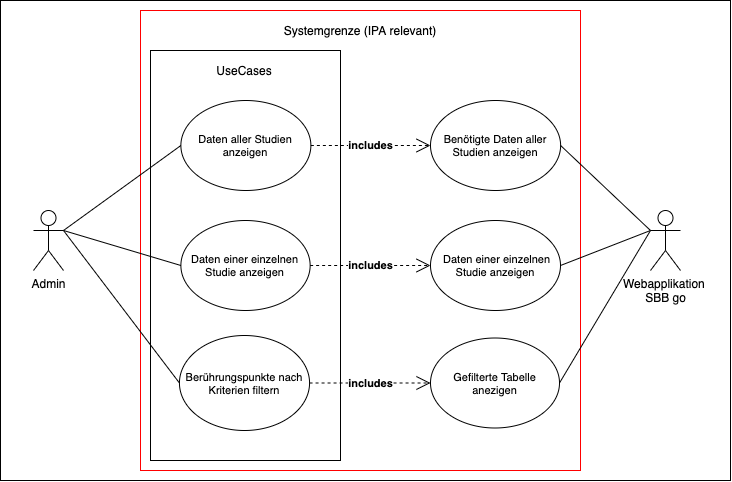 Systemgrenze (IPA relevant)
UseCases
Daten aller Studien
anzeigen
includes
Benötigte Daten aller
Studien anzeigen
Admin
Daten einer einzelnen
Studie anzeigen
includes
Daten einer einzelnen
Studie anzeigen
Webapplikation
SBB go
Berührungspunkte nach
Kriterien filtern
includes
Gefilterte Tabelle
anezigen